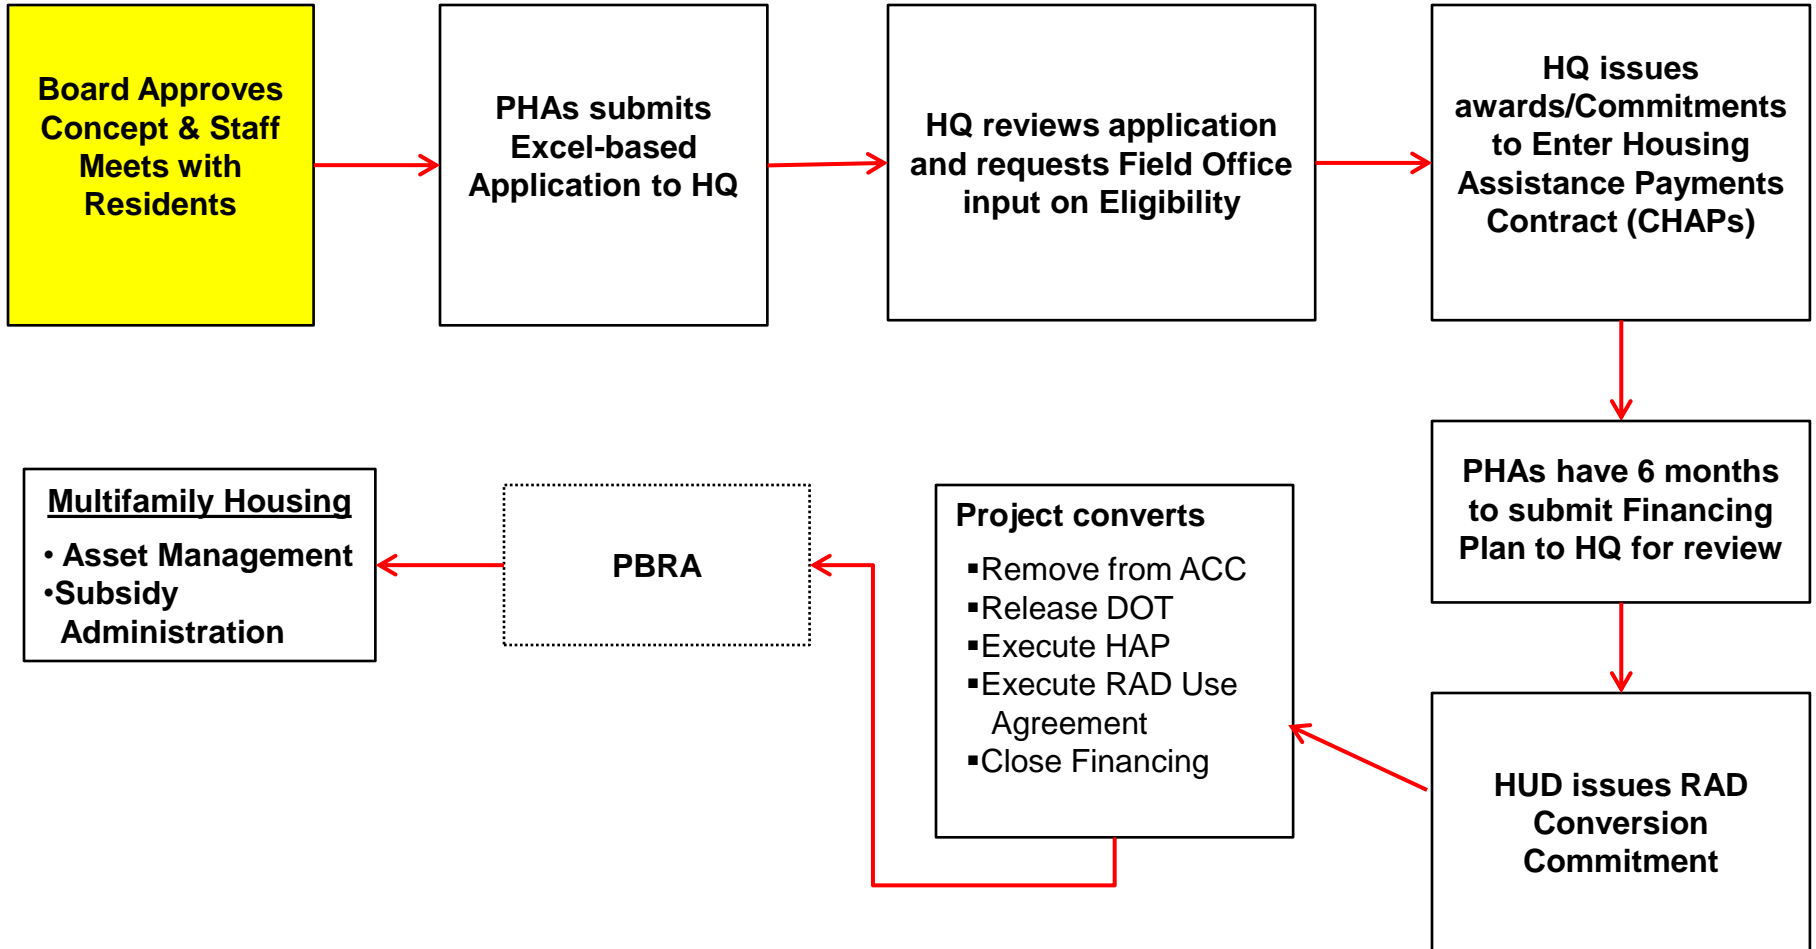 Board Approves
Concept & Staff
Meets with
Residents
PHAs submits
Excel-based
Application to HQ
HQ reviews application
and requests Field Office
input on Eligibility
HQ issues
awards/Commitments
to Enter Housing
Assistance Payments
Contract (CHAPs)
PHAs have 6 months
to submit Financing
Plan to HQ for review
HUD issues RAD
Conversion
Commitment
Project converts
▪Remove from ACC
▪Release DOT
▪Execute HAP
▪Execute RAD Use
Agreement
▪Close Financing
PBRA
Multifamily Housing
• Asset Management
•Subsidy
Administration